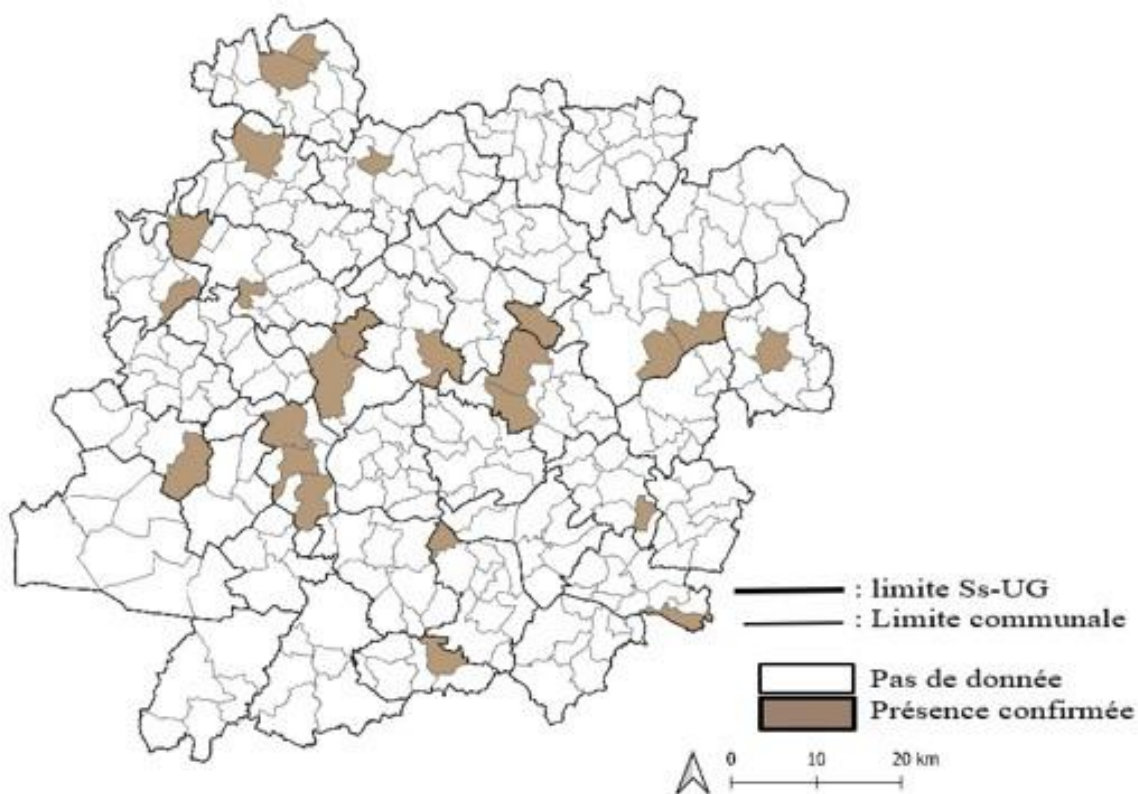 : limite Ss-UG
: Limite communale
Pas de donnée
Présence confirmée
0 10 20 km